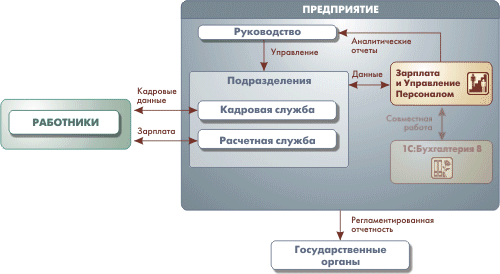 ПРЕДПРИЯТИЕ
Руководство
Аналитические
отчеты
Управление
Подразделения
Данные
Зарплата
и Управление
Персоналом
Кадровые
данные
Кадровая служба
РАБОТНИКИ
Зарплата
Расчетная служба
Совместная
работа
1С:Бухгалтерия 8
Регламентированная
отчетность
Государственные
органы